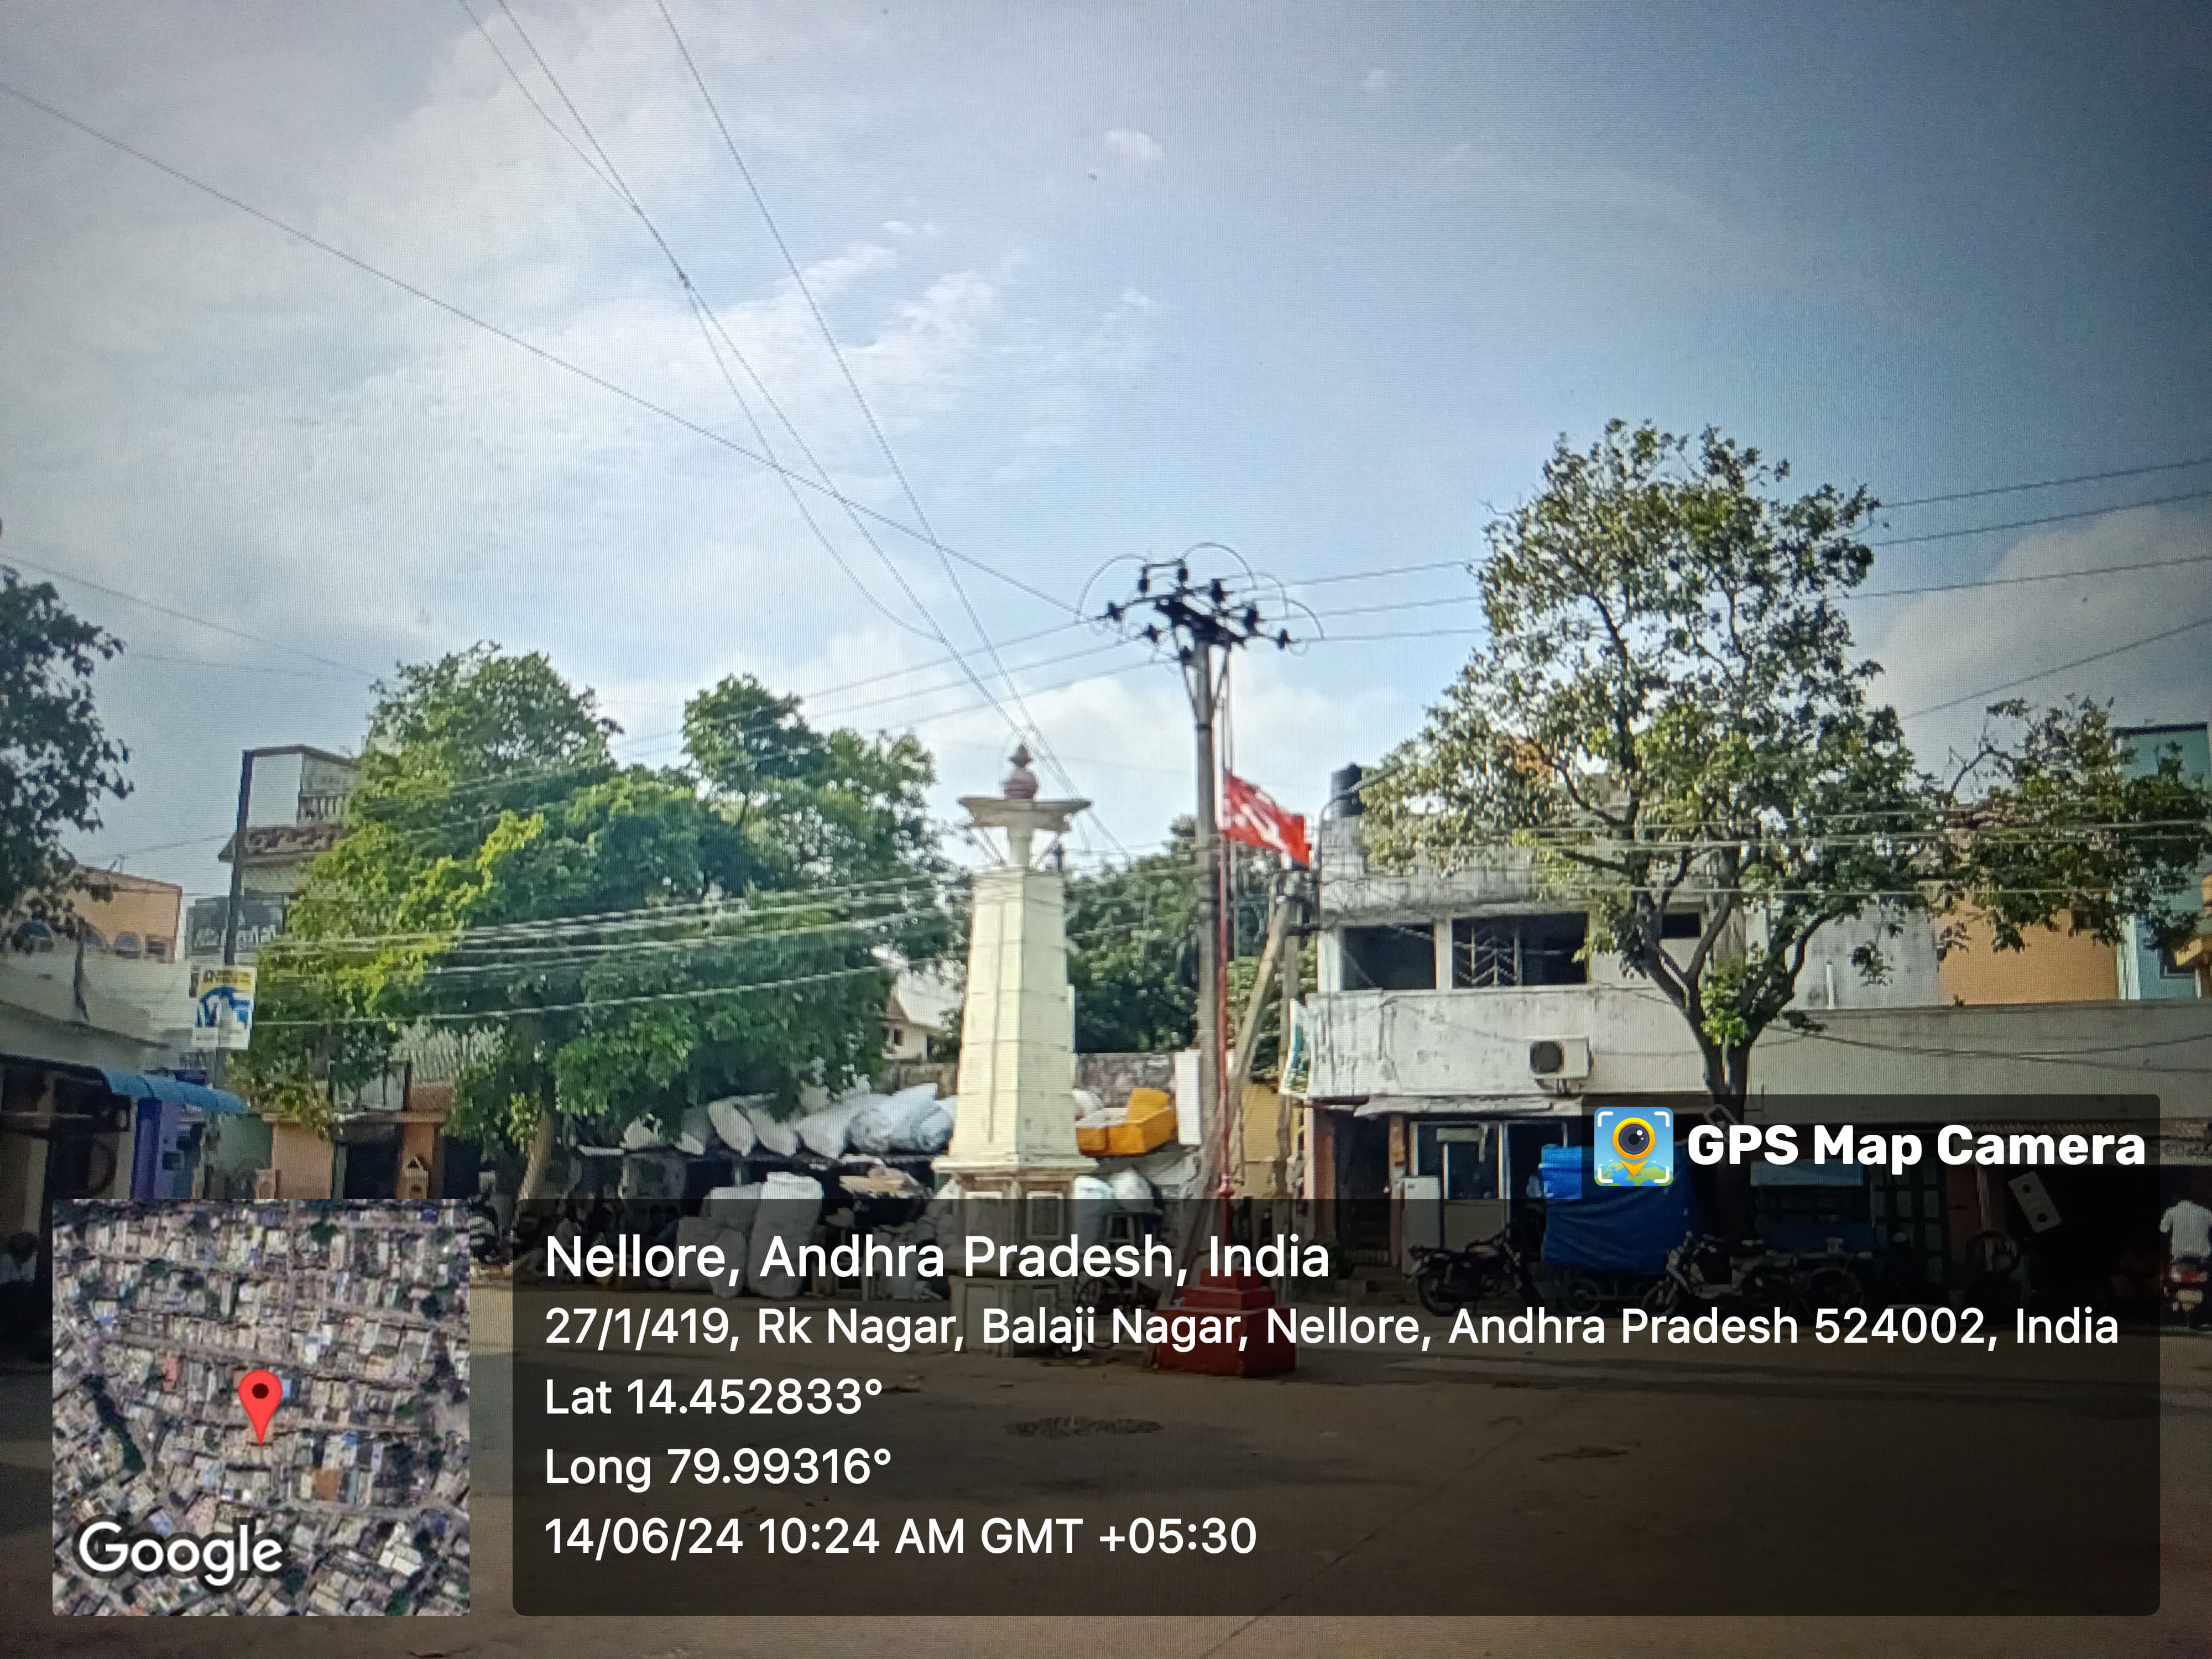 GPS Map Camera
Nellore, Andhra Pradesh, India
27/1/419, Rk Nagar, Balaji Nagar, Nellore, Andhra Pradesh 524002, India
Lat 14.452833°
Long 79.99316°
14/06/24 10:24 AM GMT +05:30
Google